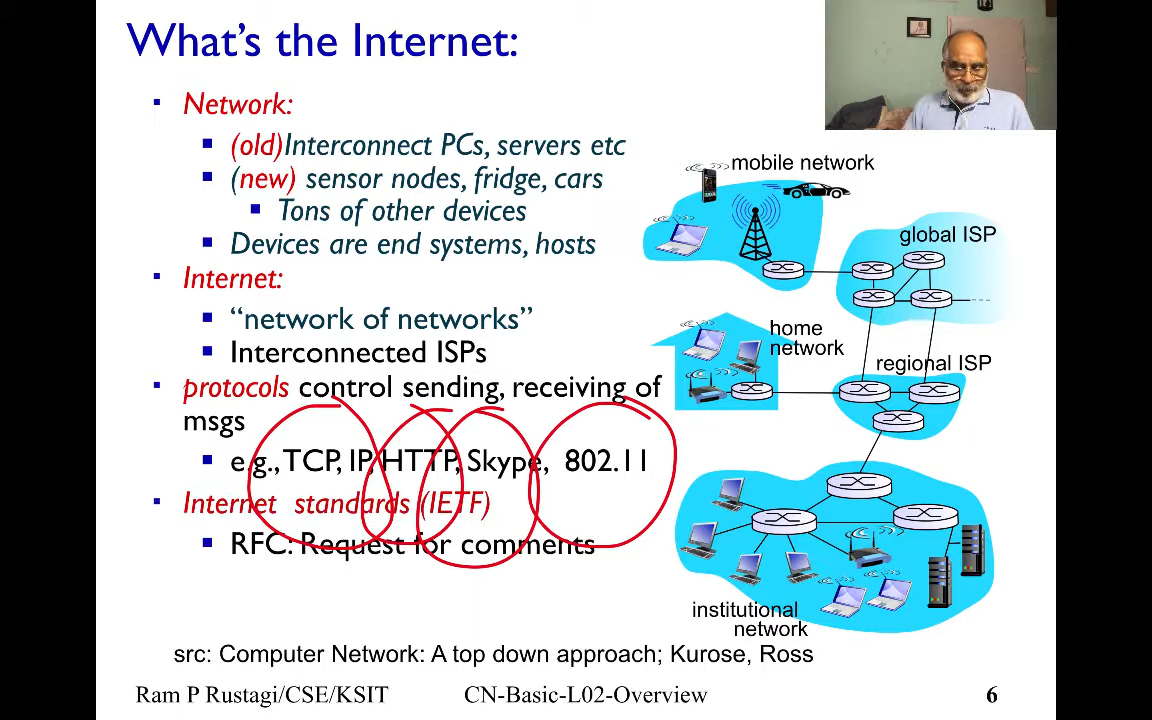 What's the Internet:
Network:
(old)Interconnect PCs, servers etc
(new) sensor nodes, fridge, cars
Tons of other devices
Devices are end systems, hosts
Internet:
“network of networks”
Interconnected ISPs
protocols control sending, receiving of
msgs
e.g., TCP, IP, HTTP, Skype, 802.11
Internet standards (IETF)
RFC: Request for comments
mobile network
global ISP
home
network
regional ISP
institutional
network
src: Computer Network: A top down approach; Kurose, Ross
Ram P Rustagi/CSE/KSIT CN-Basic-L02-Overview 6